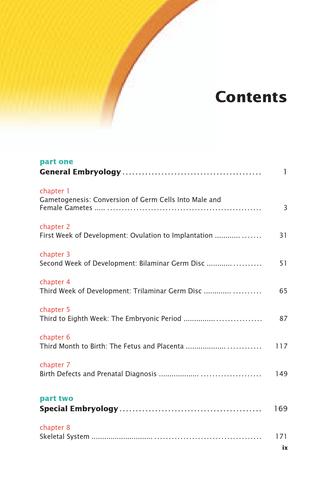 Contents
part one
General Embryology ........................................ 1
chapter 1
Gametogenesis: Conversion of Germ Cells Into Male and
Female Gametes ................................................ 3
chapter 2
First Week of Development: Ovulation to Implantation .................. 31
chapter 3
Second Week of Development: Bilaminar Germ Disc .................... 51
chapter 4
Third Week of Development: Trilaminar Germ Disc ..................... 65
chapter 5
Third to Eighth Week: The Embryonic Period ............................ 87
chapter 6
Third Month to Birth: The Fetus and Placenta ............................ 117
chapter 7
Birth Defects and Prenatal Diagnosis .................................... 149
part two
Special Embryology ........................................ 169
chapter 8
Skeletal System ................................................ 171
ix